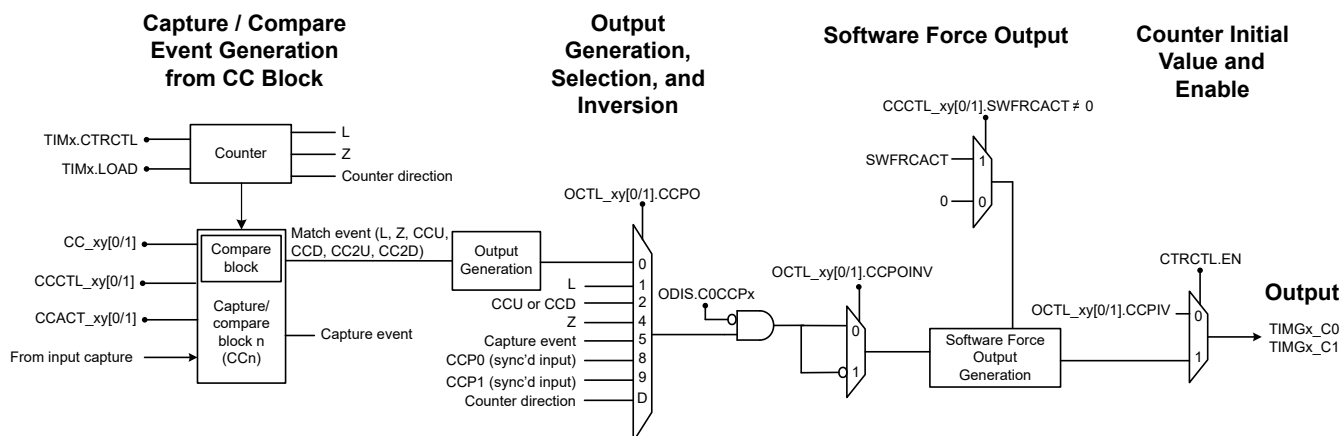 Capture / Compare
Event Generation
from CC Block
Output
Generation,
Selection, and
Inversion
Software Force Output
Counter Initial
Value and
Enable
TIMx.CTRCTL
TIMx.LOAD
Counter
L
Z
Counter direction
CC_xy[0/1]
CCCTL_xy[0/1]
CCACT_xy[0/1]
From input capture
Compare
block
Capture/
compare
block n
(CCn)
Match event (L, Z, CCU,
CCD, CC2U, CC2D)
Capture event
Output
Generation
OCTL_xy[0/1].CCPO
0
L 1
CCU or CCD 2
Z 4
Capture event 5
CCP0 (sync'd input) 8
CCP1 (sync'd input) 9
Counter direction D
ODIS.C0CCPx
OCTL_xy[0/1].CCPOINV
0
1
CCCTL_xy[0/1].SWFRCACT ≠ 0
SWFRCACT 1
0 0
Software Force
Output
Generation
CTRCTL.EN
OCTL_xy[0/1].CCPIV 0
1
Output
TIMGx_C0
TIMGx_C1